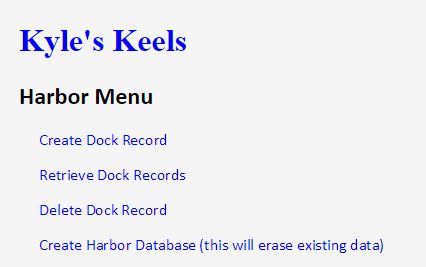 Kyle's Keels
Harbor Menu
Create Dock Record
Retrieve Dock Records
Delete Dock Record
Create Harbor Database (this will erase existing data)